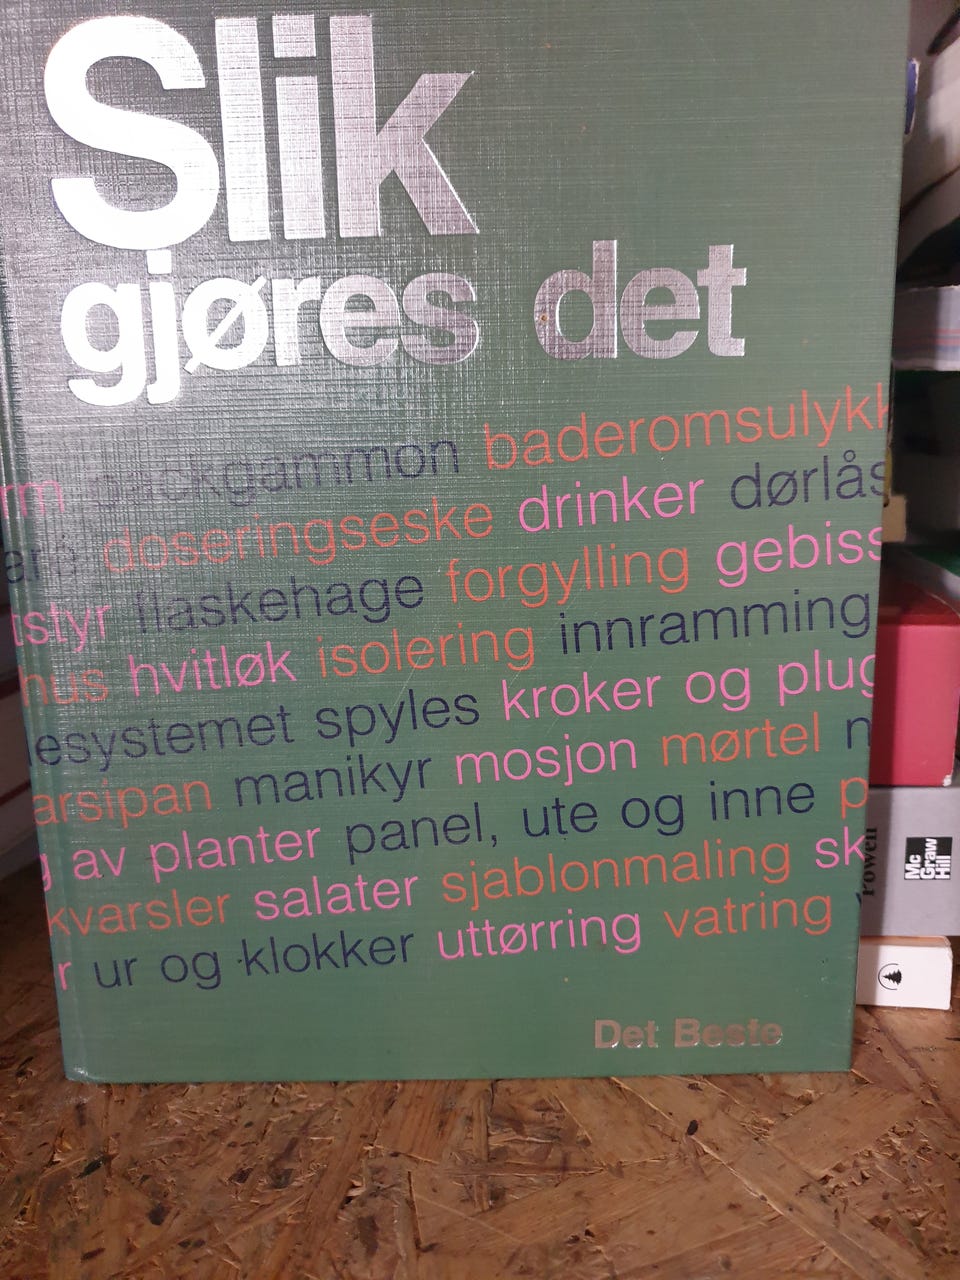 Slik
gjøres det
rm backgammon baderomsulykk
doseringseske drinker dørlås
tstyr flaskehage forgylling gebiss
hus hvitløk isolering innramming
esystemet spyles kroker og plug
arsipan manikyr mosjon mørtel n
g av planter panel, ute og inne p
kvarsler salater sjablonmaling sk
r ur og klokker uttørring vatring
Det Beste
Powell
Mc
Graw
Hill